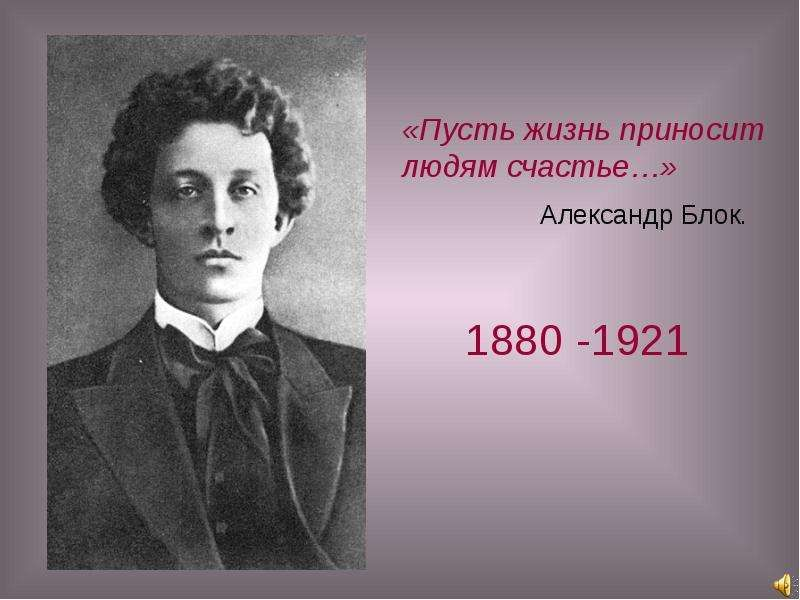 «Пусть жизнь приносит
людям счастье…»
Александр Блок.
1880 -1921